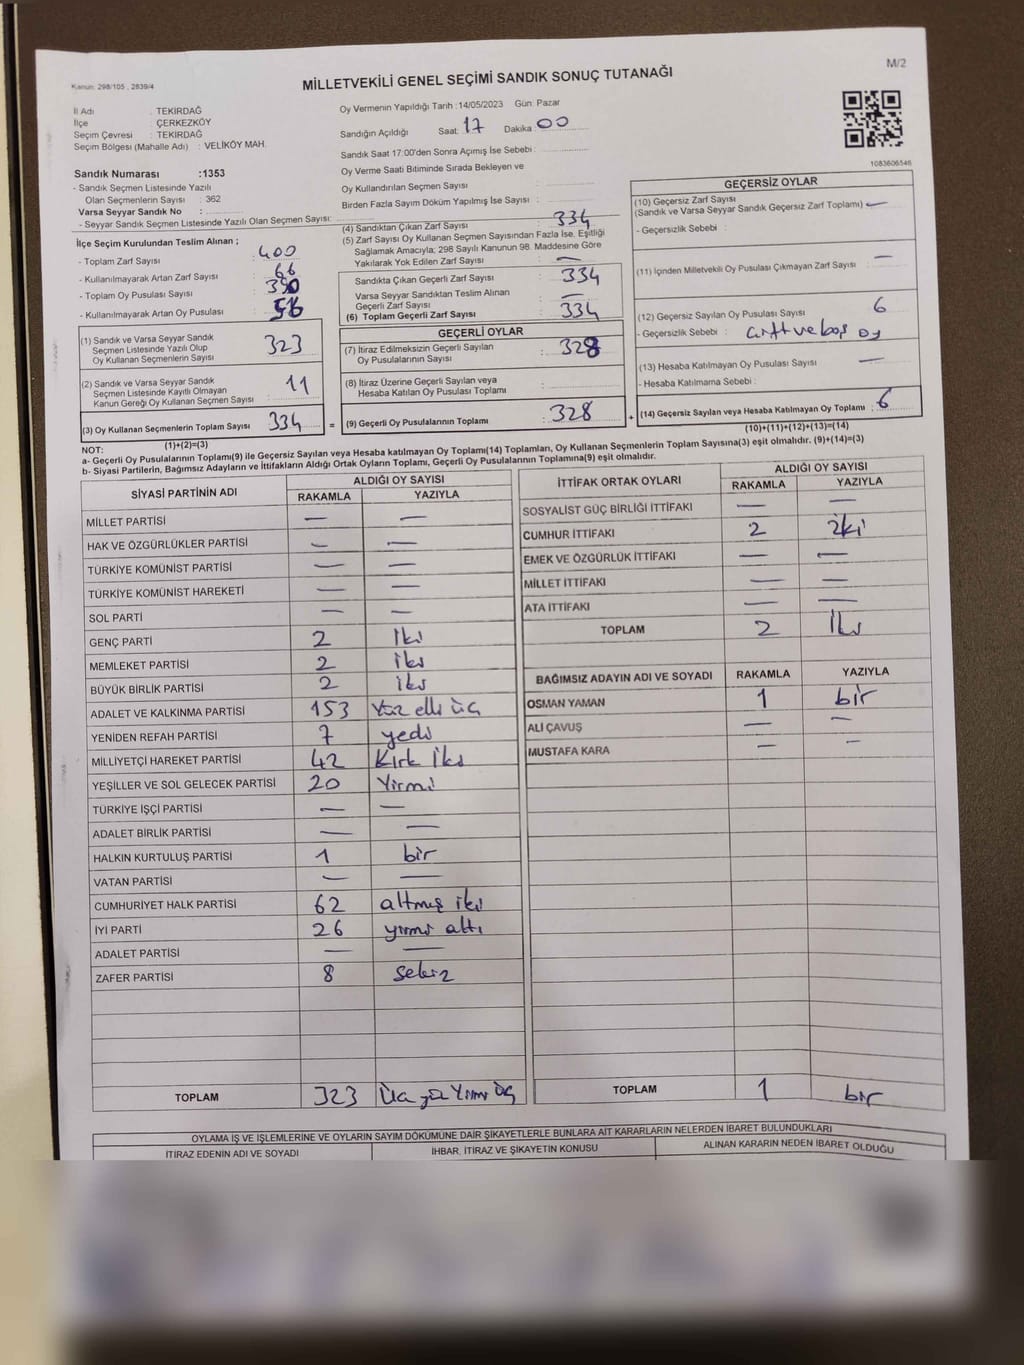 Kanun: 298/105 , 2839/4
MİLLETVEKİLİ GENEL SEÇİMİ SANDIK SONUÇ TUTANAĞI
M/2
İl Adı : TEKİRDAĞ
İlçe : ÇERKEZKÖY
Seçim Çevresi : TEKİRDAĞ
Seçim Bölgesi (Mahalle Adı) : VELİKÖY MAH.
Sandık Numarası :1353
- Sandık Seçmen Listesinde Yazılı
Olan Seçmenlerin Sayısı : 362
Varsa Seyyar Sandık No :
- Seyyar Sandık Seçmen Listesinde Yazılı Olan Seçmen Sayısı:
İlçe Seçim Kurulundan Teslim Alınan ;
- Toplam Zarf Sayısı : 400
- Kullanılmayarak Artan Zarf Sayısı : 66
- Toplam Oy Pusulası Sayısı : 390
- Kullanılmayarak Artan Oy Pusulası : 56
(1) Sandık ve Varsa Seyyar Sandık
Seçmen Listesinde Yazılı Olup
Oy Kullanan Seçmenlerin Sayısı : 323
(2) Sandık ve Varsa Seyyar Sandık
Seçmen Listesinde Kayıtlı Olmayan
Kanun Gereği Oy Kullanan Seçmen Sayısı : 11
(3) Oy Kullanan Seçmenlerin Toplam Sayısı : 334
(1)+(2)=(3)
Oy Vermenin Yapıldığı Tarih :14/05/2023 Gün: Pazar
Sandığın Açıldığı Saat: 17 Dakika: 00
Sandık Saat 17:00'den Sonra Açımış İse Sebebi :
Oy Verme Saati Bitiminde Sırada Bekleyen ve
Oy Kullandırılan Seçmen Sayısı :
Birden Fazla Sayım Döküm Yapılmış İse Sayısı :
(4) Sandıktan Çıkan Zarf Sayısı : 334
(5) Zarf Sayısı Oy Kullanan Seçmen Sayısından Fazla İse, Eşitliği
Sağlamak Amacıyla; 298 Sayılı Kanunun 98. Maddesine Göre
Yakılarak Yok Edilen Zarf Sayısı : —
Sandıkta Çıkan Geçerli Zarf Sayısı : 334
Varsa Seyyar Sandıktan Teslim Alınan
Geçerli Zarf Sayısı : —
(6) Toplam Geçerli Zarf Sayısı : 334
GEÇERLİ OYLAR
(7) İtiraz Edilmeksizin Geçerli Sayılan
Oy Pusulalarının Sayısı : 328
(8) İtiraz Üzerine Geçerli Sayılan veya
Hesaba Katılan Oy Pusulası Toplamı :
= (9) Geçerli Oy Pusulalarının Toplamı : 328 +
1083606546
GEÇERSİZ OYLAR
(10) Geçersiz Zarf Sayısı
(Sandık ve Varsa Seyyar Sandık Geçersiz Zarf Toplamı) : —
- Geçersizlik Sebebi :
(11) İçinden Milletvekili Oy Pusulası Çıkmayan Zarf Sayısı : —
(12) Geçersiz Sayılan Oy Pusulası Sayısı : 6
- Geçersizlik Sebebi : çift ve boş oy
(13) Hesaba Katılmayan Oy Pusulası Sayısı : —
- Hesaba Katılmama Sebebi :
(14) Geçersiz Sayılan veya Hesaba Katılmayan Oy Toplamı : 6
(10)+(11)+(12)+(13)=(14)
NOT:
a- Geçerli Oy Pusulalarının Toplamı(9) ile Geçersiz Sayılan veya Hesaba katılmayan Oy Toplamı(14) Toplamları, Oy Kullanan Seçmenlerin Toplam Sayısına(3) eşit olmalıdır. (9)+(14)=(3)
b- Siyasi Partilerin, Bağımsız Adayların ve İttifakların Aldığı Ortak Oyların Toplamı, Geçerli Oy Pusulalarının Toplamına(9) eşit olmalıdır.
SİYASİ PARTİNİN ADI ALDIĞI OY SAYISI
RAKAMLA YAZIYLA
MİLLET PARTİSİ — —
HAK VE ÖZGÜRLÜKLER PARTİSİ — —
TÜRKİYE KOMÜNİST PARTİSİ — —
TÜRKİYE KOMÜNİST HAREKETİ — —
SOL PARTİ — —
GENÇ PARTİ 2 İki
MEMLEKET PARTİSİ 2 İki
BÜYÜK BİRLİK PARTİSİ 2 İki
ADALET VE KALKINMA PARTİSİ 153 Yüz elli üç
YENİDEN REFAH PARTİSİ 7 yedi
MİLLİYETÇİ HAREKET PARTİSİ 42 Kırk İki
YEŞİLLER VE SOL GELECEK PARTİSİ 20 Yirmi
TÜRKİYE İŞÇİ PARTİSİ — —
ADALET BİRLİK PARTİSİ — —
HALKIN KURTULUŞ PARTİSİ 1 bir
VATAN PARTİSİ — —
CUMHURİYET HALK PARTİSİ 62 altmış iki
İYİ PARTİ 26 yirmi altı
ADALET PARTİSİ — —
ZAFER PARTİSİ 8 sekiz
TOPLAM 323 Üç yüz Yirmi Üç
İTTİFAK ORTAK OYLARI ALDIĞI OY SAYISI
RAKAMLA YAZIYLA
SOSYALİST GÜÇ BİRLİĞİ İTTİFAKI — —
CUMHUR İTTİFAKI 2 İki
EMEK VE ÖZGÜRLÜK İTTİFAKI — —
MİLLET İTTİFAKI — —
ATA İTTİFAKI — —
TOPLAM 2 İki
BAĞIMSIZ ADAYIN ADI VE SOYADI RAKAMLA YAZIYLA
OSMAN YAMAN 1 bir
ALİ ÇAVUŞ — —
MUSTAFA KARA — —
TOPLAM 1 bir
OYLAMA İŞ VE İŞLEMLERİNE VE OYLARIN SAYIM DÖKÜMÜNE DAİR ŞİKAYETLERLE BUNLARA AİT KARARLARIN NELERDEN İBARET BULUNDUKLARI
İTİRAZ EDENİN ADI VE SOYADI İHBAR, İTİRAZ VE ŞİKAYETİN KONUSU ALINAN KARARIN NEDEN İBARET OLDUĞU